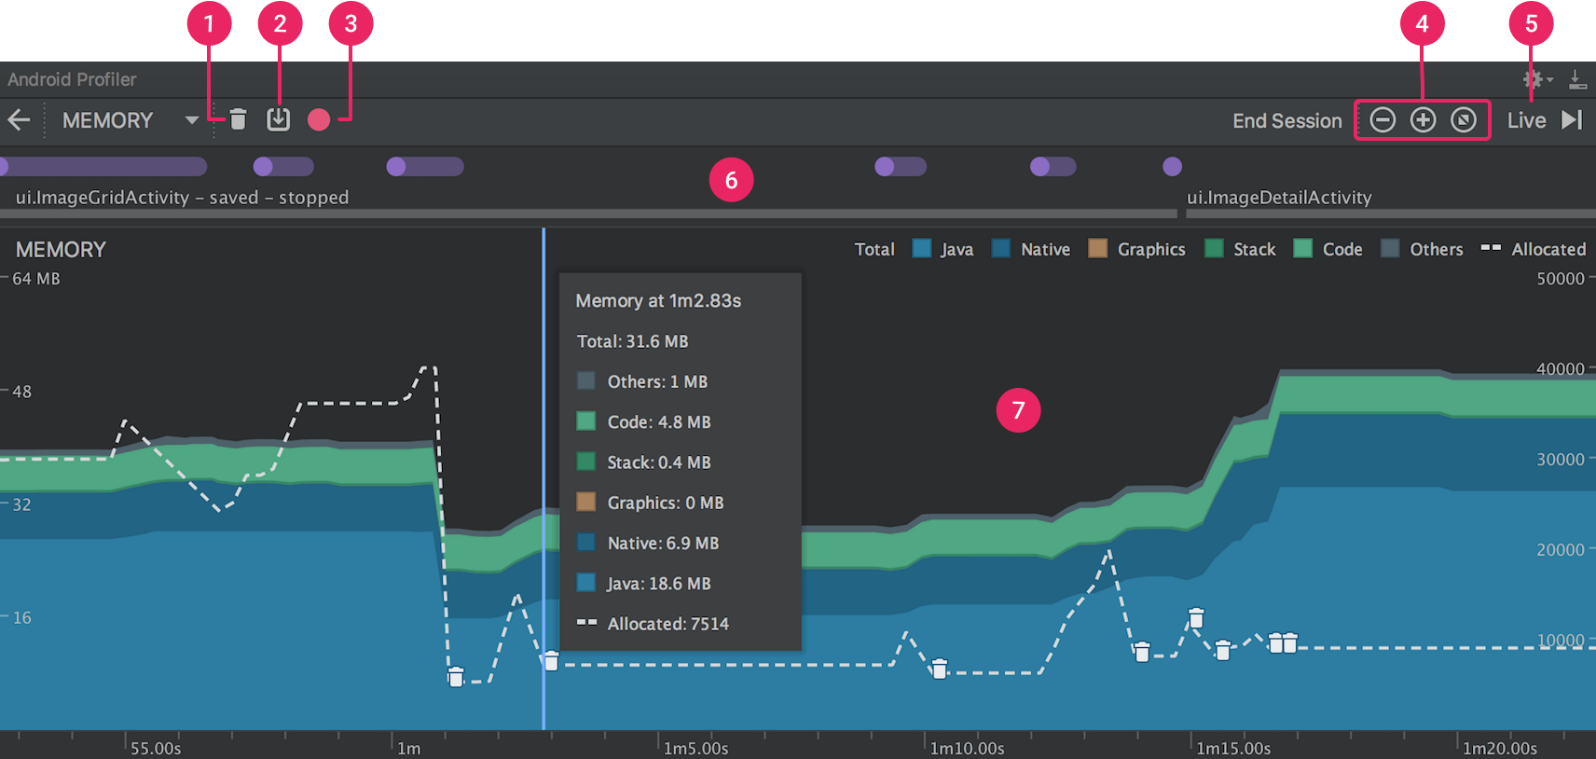 1 2 3 4 5
Android Profiler
MEMORY End Session Live
6
ui.ImageGridActivity – saved – stopped ui.ImageDetailActivity
MEMORY Total Java Native Graphics Stack Code Others Allocated
64 MB 50000
Memory at 1m2.83s
Total: 31.6 MB
40000
Others: 1 MB
48
7
Code: 4.8 MB
30000
Stack: 0.4 MB
Graphics: 0 MB
32
Native: 6.9 MB
20000
Java: 18.6 MB
16
Allocated: 7514
10000
55.00s 1m 1m5.00s 1m10.00s 1m15.00s 1m20.00s